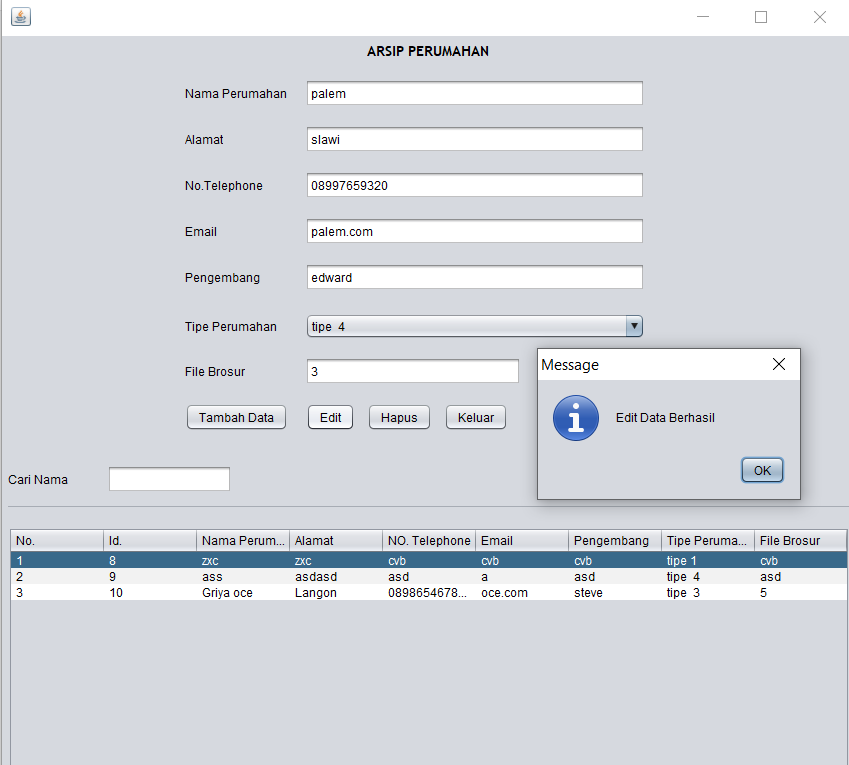 ARSIP PERUMAHAN
Nama Perumahan palem
Alamat slawi
No.Telephone 08997659320
Email palem.com
Pengembang edward
Tipe Perumahan tipe 4
File Brosur 3
Tambah Data Edit Hapus Keluar
Message
Edit Data Berhasil
OK
Cari Nama
No. Id. Nama Perum... Alamat NO. Telephone Email Pengembang Tipe Peruma... File Brosur
1 8 zxc zxc cvb cvb cvb tipe 1 cvb
2 9 ass asdasd asd a asd tipe 4 asd
3 10 Griya oce Langon 0898654678... oce.com steve tipe 3 5